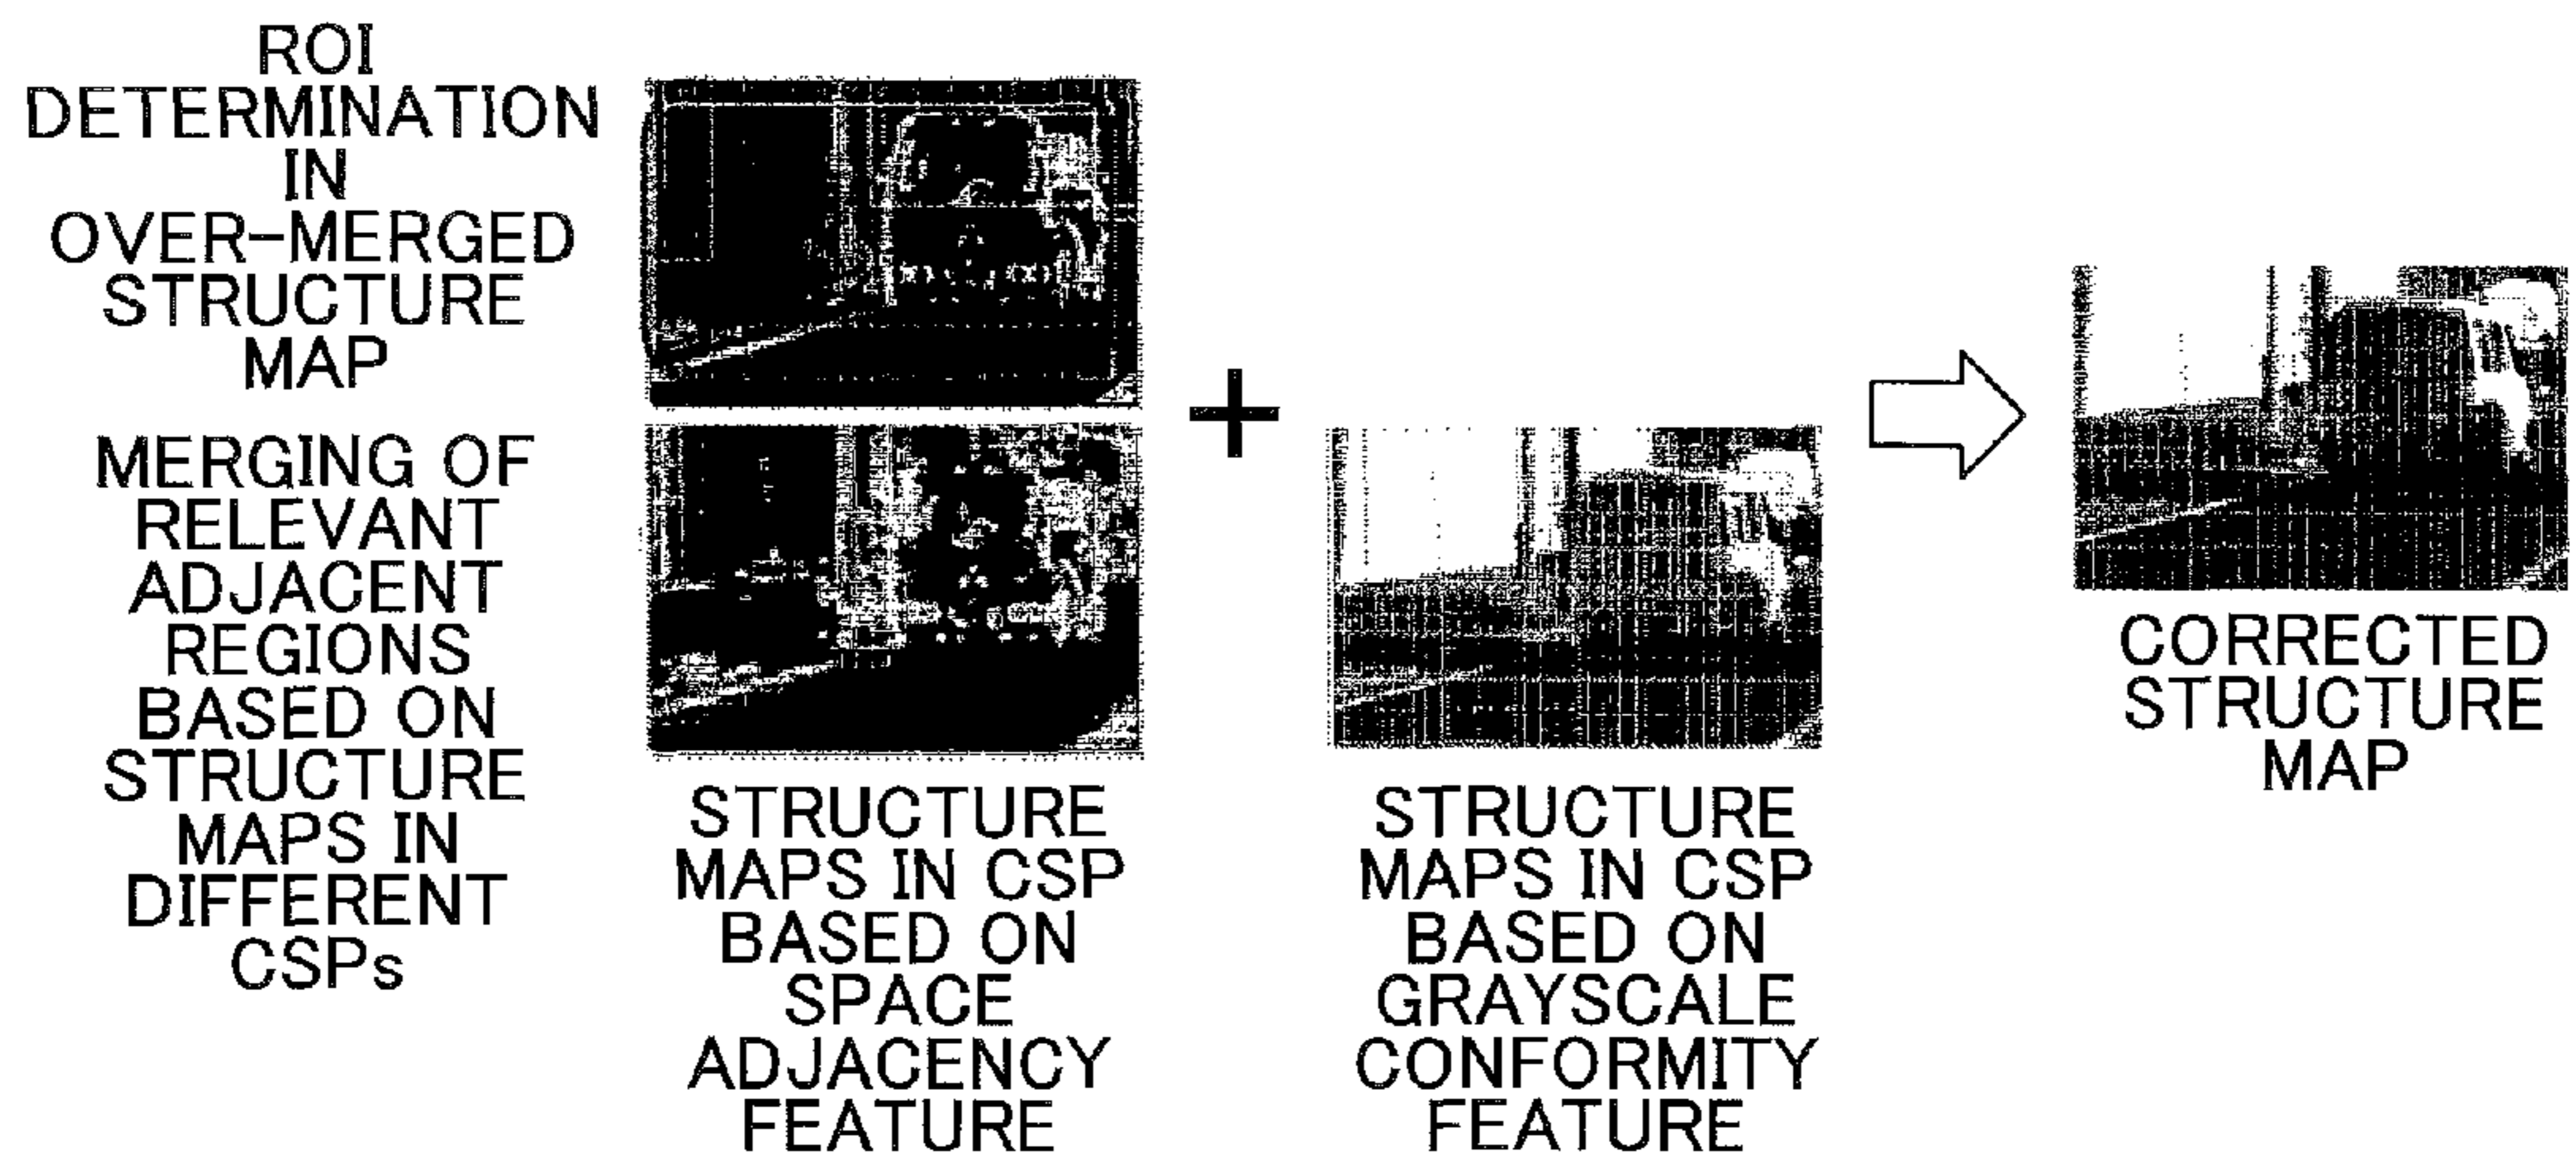 ROI
DETERMINATION
IN
OVER-MERGED
STRUCTURE
MAP
MERGING OF
RELEVANT
ADJACENT
REGIONS
BASED ON
STRUCTURE
MAPS IN
DIFFERENT
CSPs
+
STRUCTURE
MAPS IN CSP
BASED ON
SPACE
ADJACENCY
FEATURE
STRUCTURE
MAPS IN CSP
BASED ON
GRAYSCALE
CONFORMITY
FEATURE
CORRECTED
STRUCTURE
MAP